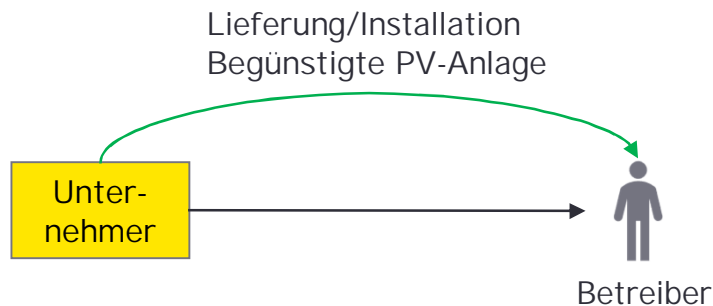 Lieferung/Installation
Begünstigte PV-Anlage
Unter-
nehmer
Betreiber